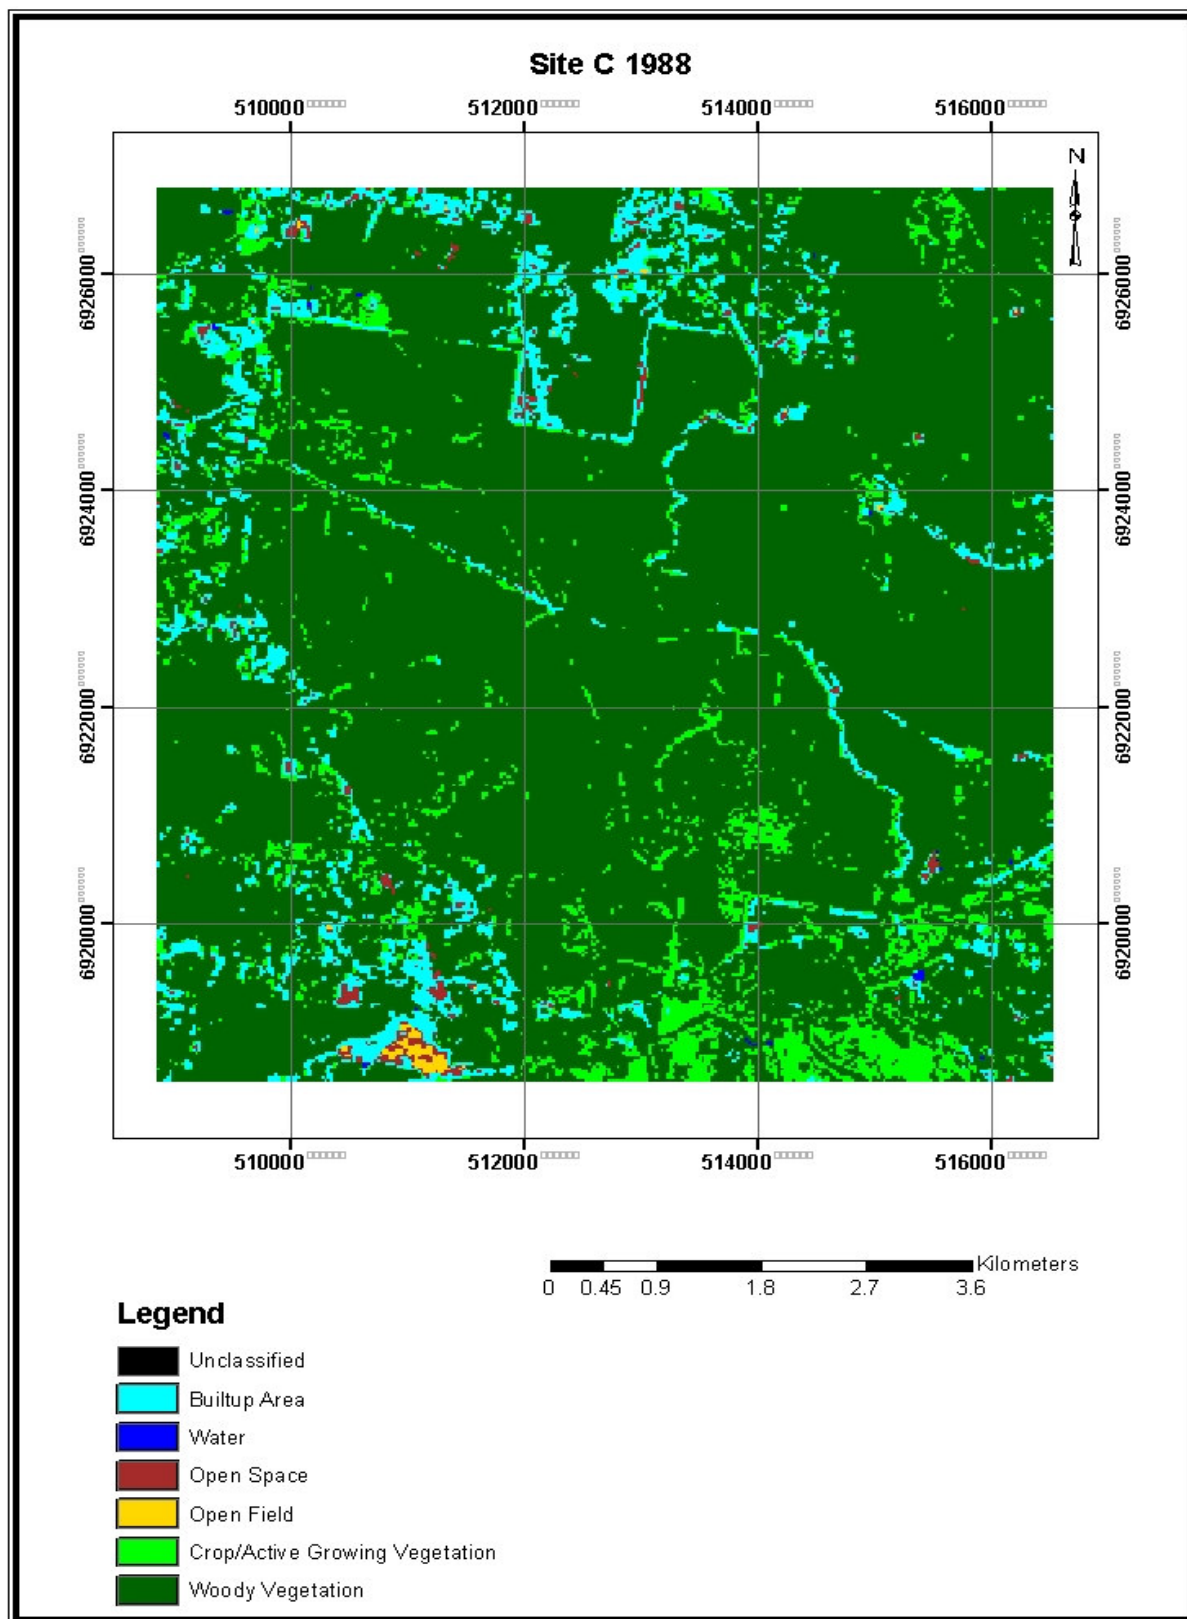 Site C 1988
510000 512000 514000 516000
N
6926000 6926000
6924000 6924000
6922000 6922000
6920000 6920000
510000 512000 514000 516000
Kilometers
0 0.45 0.9 1.8 2.7 3.6
Legend
Unclassified
Builtup Area
Water
Open Space
Open Field
Crop/Active Growing Vegetation
Woody Vegetation